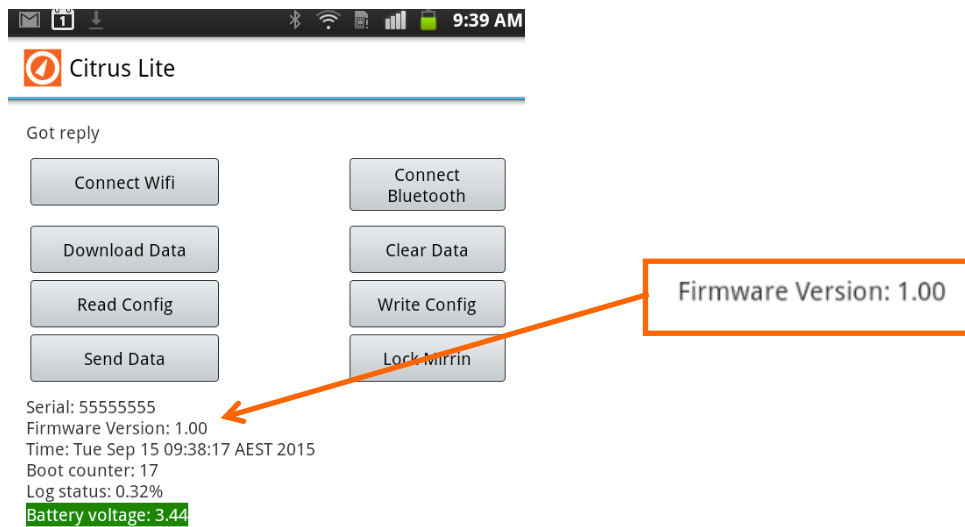 1
9:39 AM
Citrus Lite
Got reply
Connect Wifi
Connect
Bluetooth
Download Data
Clear Data
Read Config
Write Config
Send Data
Lock Mirrin
Serial: 55555555
Firmware Version: 1.00
Time: Tue Sep 15 09:38:17 AEST 2015
Boot counter: 17
Log status: 0.32%
Battery voltage: 3.44
Firmware Version: 1.00